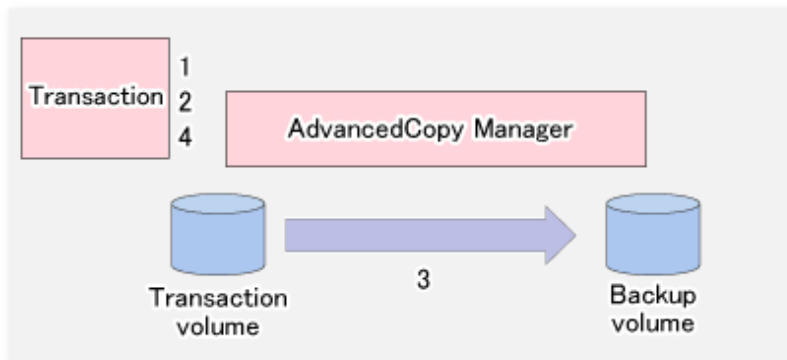 1
Transaction 2
4
AdvancedCopy Manager
3
Transaction
volume
Backup
volume